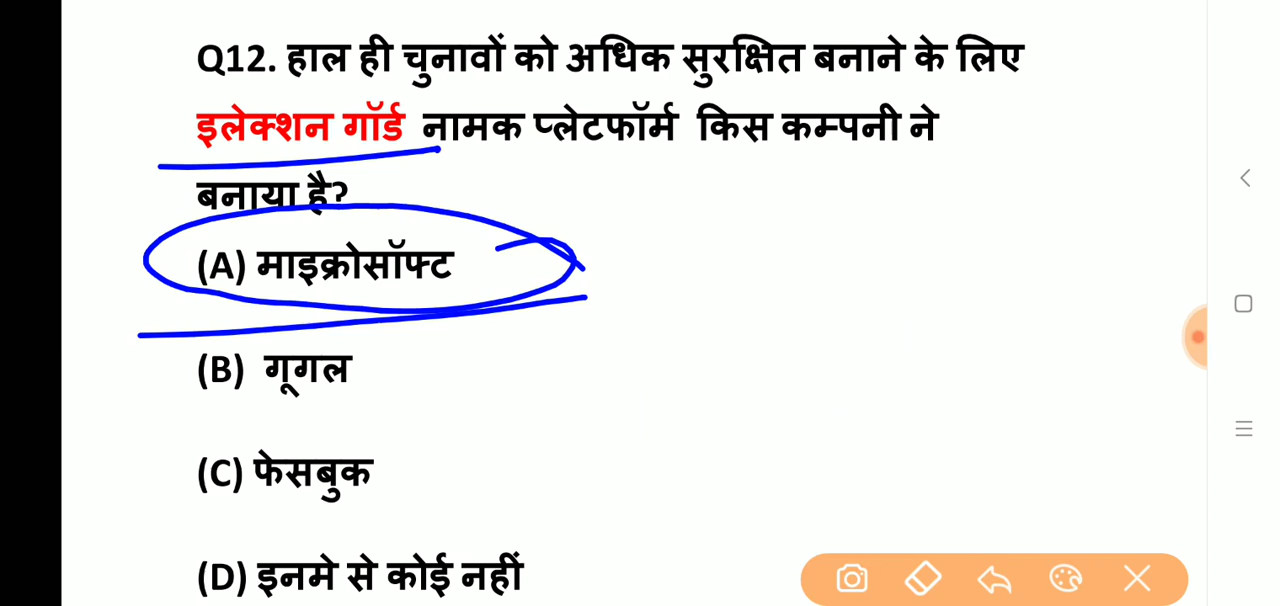 Q12. हाल ही चुनावों को अधिक सुरक्षित बनाने के लिए
इलेक्शन गॉर्ड नामक प्लेटफॉर्म किस कम्पनी ने
बनाया है?
(A) माइक्रोसॉफ्ट
(B) गूगल
(C) फेसबुक
(D) इनमे से कोई नहीं